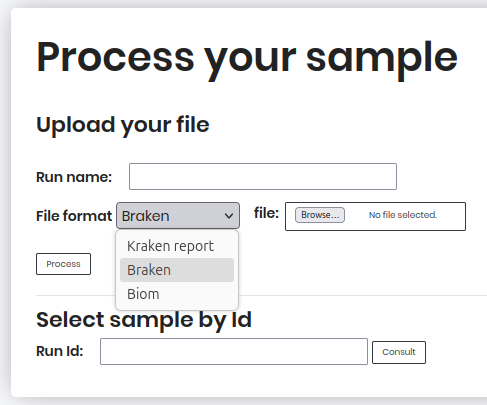 Process your sample
Upload your file
Run name:
File format Braken file: Browse... No file selected.
Kraken report
Braken
Biom
Process
Select sample by Id
Run Id: Consult